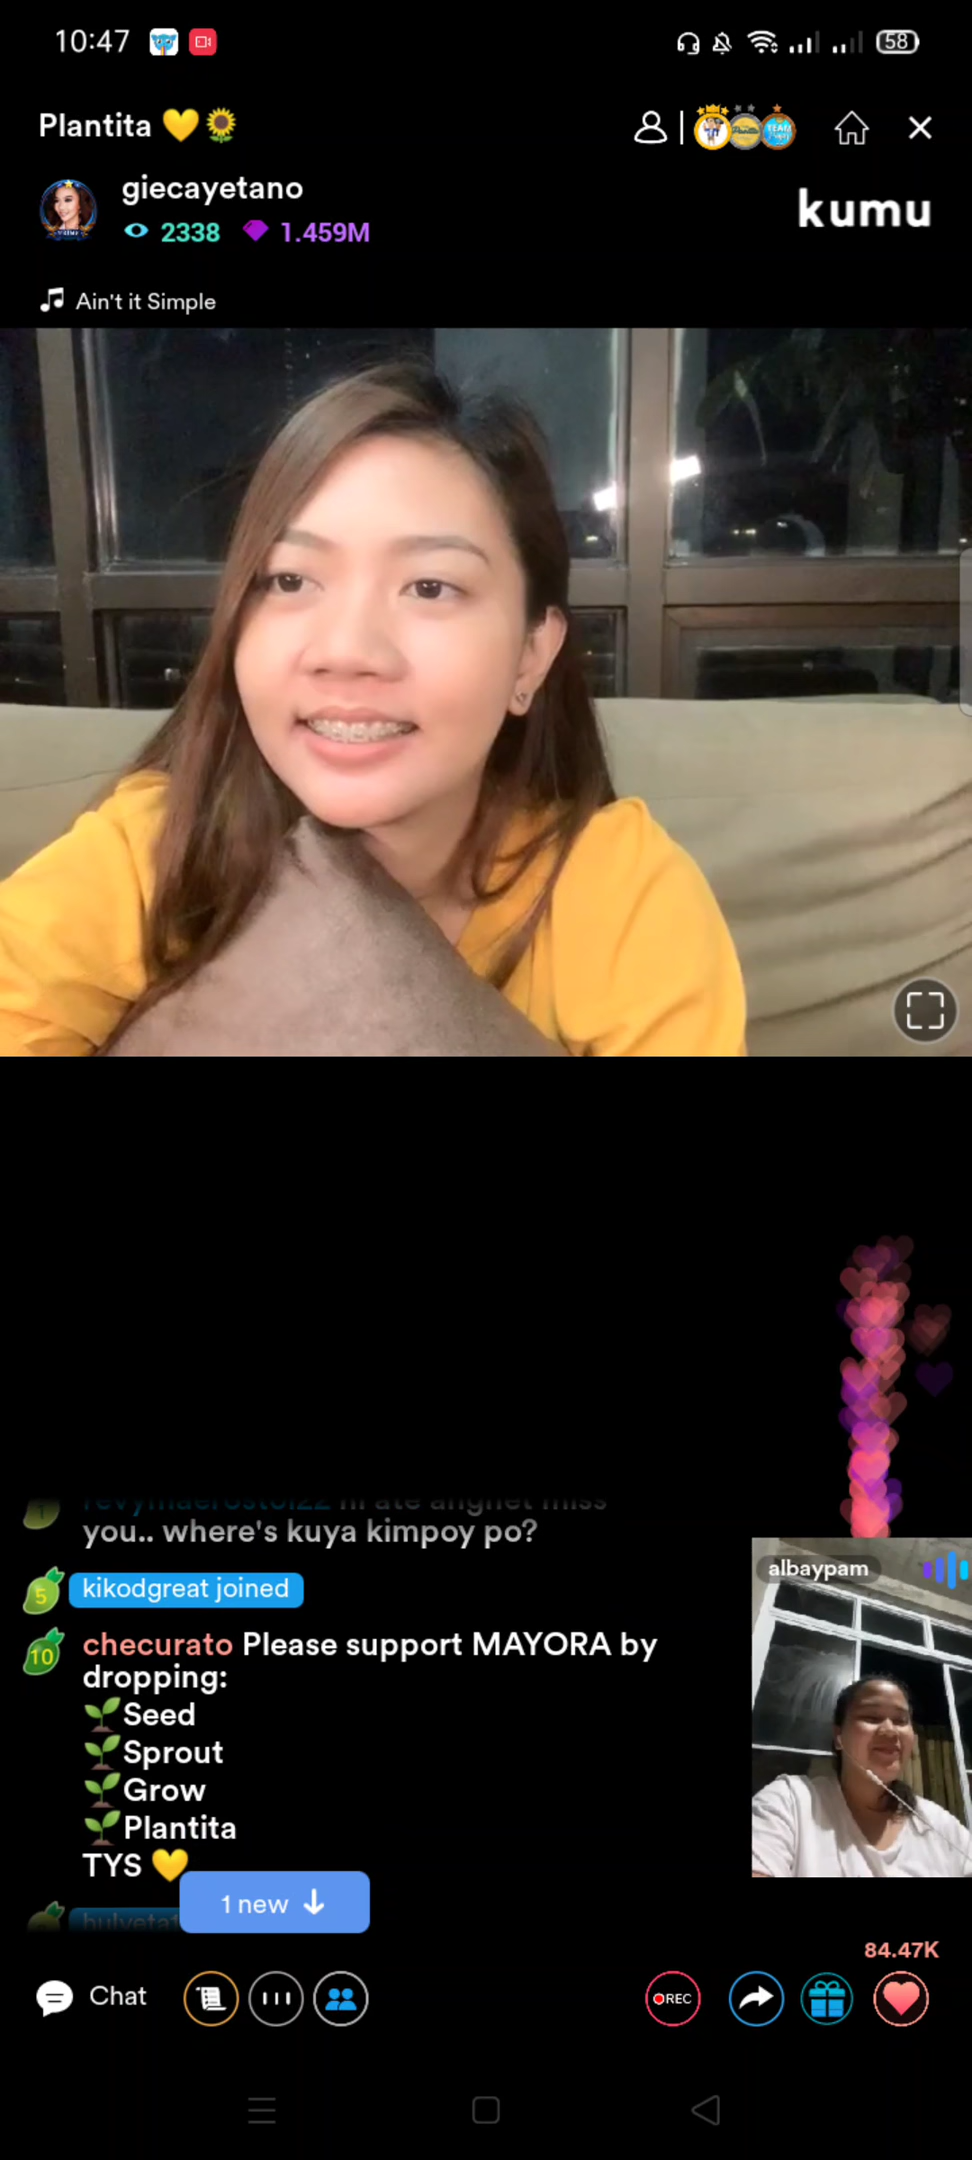 10:47
58
Plantita 💛🌻
giecayetano
2338 1.459M
kumu
Ain't it Simple
you.. where's kuya kimpoy po?
5 kikodgreat joined
albaypam
10 checurato Please support MAYORA by
dropping:
🌱Seed
🌱Sprout
🌱Grow
🌱Plantita
TYS 💛
1 new ↓
84.47K
Chat
REC